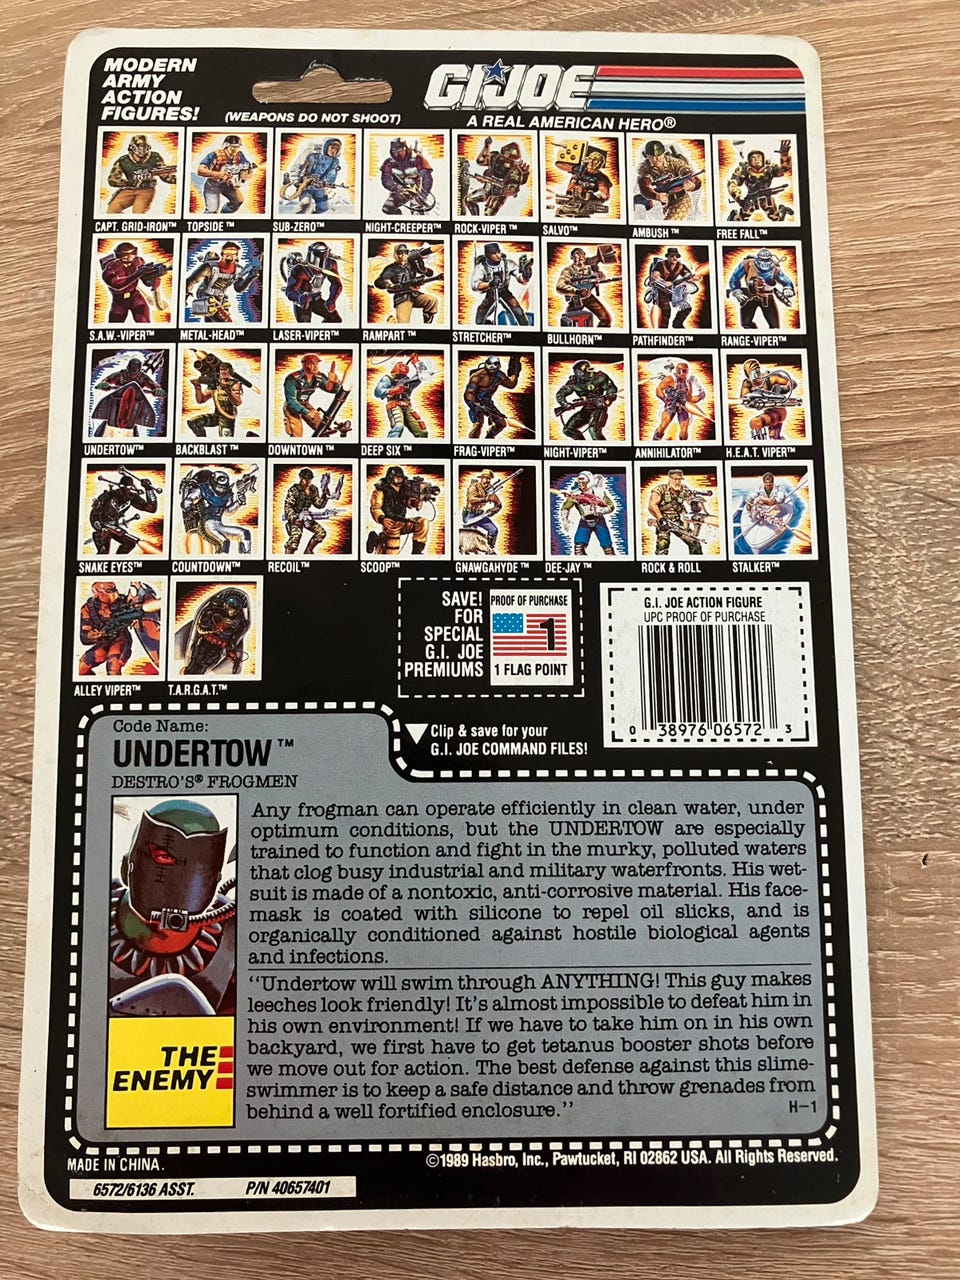 MODERN
ARMY
ACTION
FIGURES!
(WEAPONS DO NOT SHOOT)
G.I. JOE
A REAL AMERICAN HERO®
CAPT. GRID-IRON™ TOPSIDE™ SUB-ZERO™ NIGHT-CREEPER™ ROCK-VIPER™ SALVO™ AMBUSH™ FREE FALL™
S.A.W.-VIPER™ METAL-HEAD™ LASER-VIPER™ RAMPART™ STRETCHER™ BULLHORN™ PATHFINDER™ RANGE-VIPER™
UNDERTOW™ BACKBLAST™ DOWNTOWN™ DEEP SIX™ FRAG-VIPER™ NIGHT-VIPER™ ANNIHILATOR™ H.E.A.T. VIPER™
SNAKE EYES™ COUNTDOWN™ RECOIL™ SCOOP™ GNAWGAHYDE™ DEE-JAY™ ROCK & ROLL STALKER™
ALLEY VIPER™ T.A.R.G.A.T.™
SAVE!
FOR
SPECIAL
G.I. JOE
PREMIUMS
PROOF OF PURCHASE
1
1 FLAG POINT
G.I. JOE ACTION FIGURE
UPC PROOF OF PURCHASE
0 38976 06572 3
Clip & save for your
G.I. JOE COMMAND FILES!
Code Name:
UNDERTOW™
DESTRO'S® FROGMEN
Any frogman can operate efficiently in clean water, under
optimum conditions, but the UNDERTOW are especially
trained to function and fight in the murky, polluted waters
that clog busy industrial and military waterfronts. His wet-
suit is made of a nontoxic, anti-corrosive material. His face-
mask is coated with silicone to repel oil slicks, and is
organically conditioned against hostile biological agents
and infections.
"Undertow will swim through ANYTHING! This guy makes
leeches look friendly! It's almost impossible to defeat him in
his own environment! If we have to take him on in his own
backyard, we first have to get tetanus booster shots before
we move out for action. The best defense against this slime-
swimmer is to keep a safe distance and throw grenades from
behind a well fortified enclosure."
H-1
THE
ENEMY
MADE IN CHINA.
©1989 Hasbro, Inc., Pawtucket, RI 02862 USA. All Rights Reserved.
6572/6136 ASST. P/N 40657401